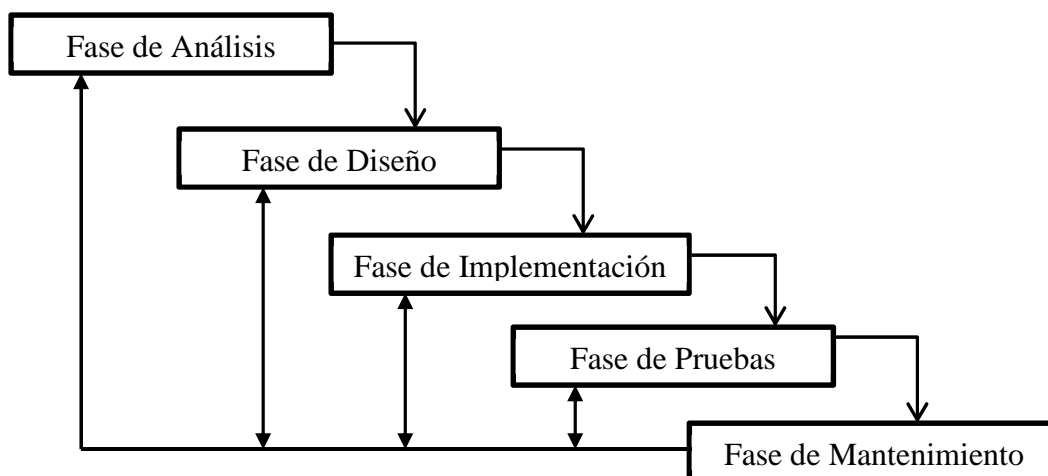 Fase de Análisis
Fase de Diseño
Fase de Implementación
Fase de Pruebas
Fase de Mantenimiento